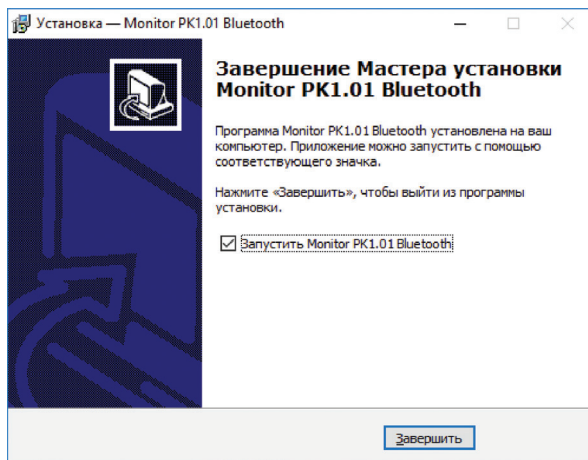 Установка — Monitor PK1.01 Bluetooth
Завершение Мастера установки
Monitor PK1.01 Bluetooth
Программа Monitor PK1.01 Bluetooth установлена на ваш
компьютер. Приложение можно запустить с помощью
соответствующего значка.
Нажмите «Завершить», чтобы выйти из программы
установки.
Запустить Monitor PK1.01 Bluetooth
Завершить